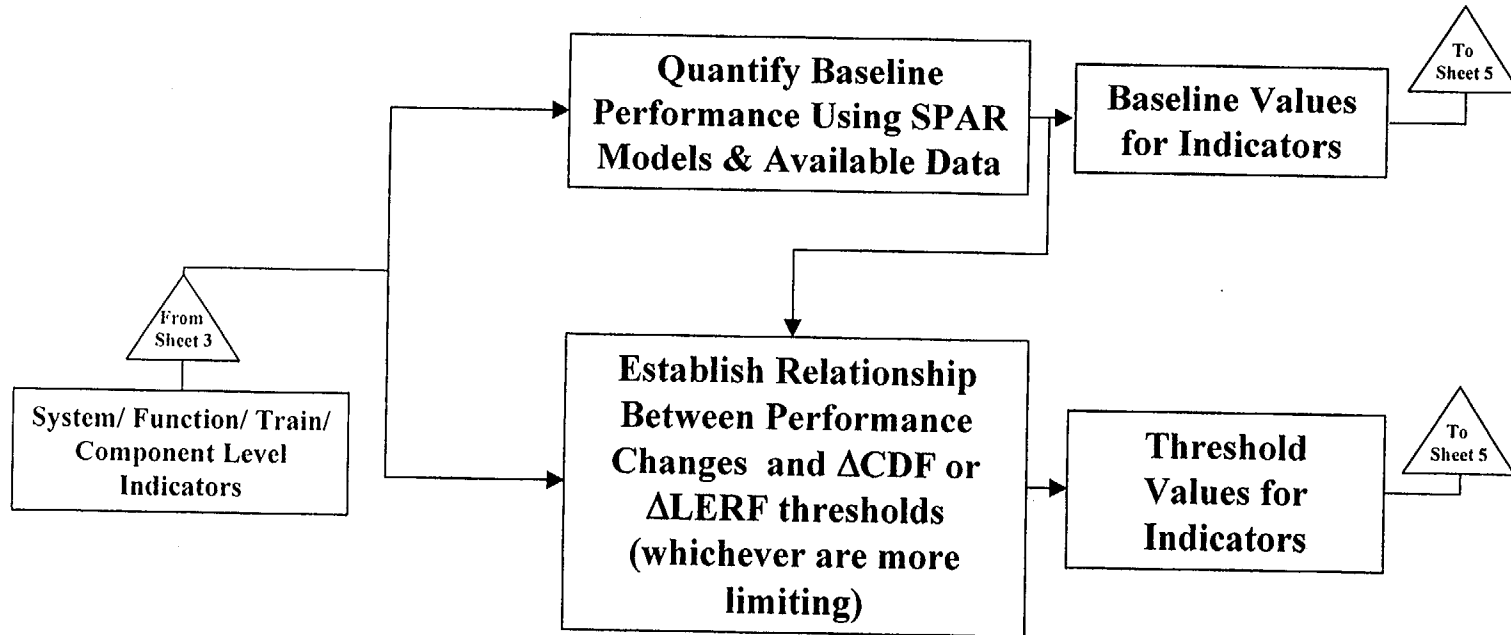 Quantify Baseline
Performance Using SPAR
Models & Available Data
Baseline Values
for Indicators
To
Sheet 5
From
Sheet 3
System/ Function/ Train/
Component Level
Indicators
Establish Relationship
Between Performance
Changes and ΔCDF or
ΔLERF thresholds
(whichever are more
limiting)
Threshold
Values for
Indicators
To
Sheet 5